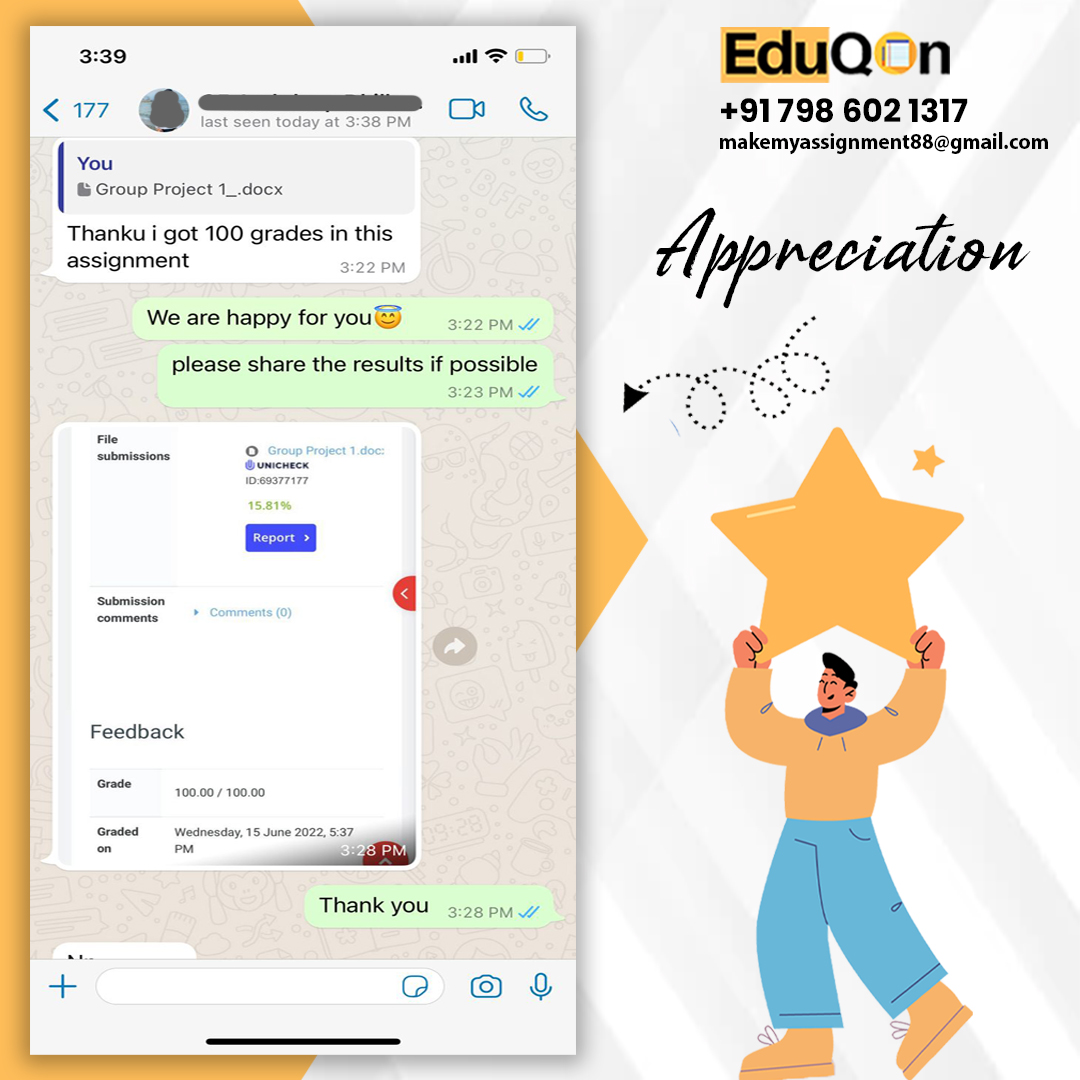 3:39
177
last seen today at 3:38 PM
You
Group Project 1_.docx
Thanku i got 100 grades in this
assignment
3:22 PM
We are happy for you😇
3:22 PM
please share the results if possible
3:23 PM
File
submissions
Group Project 1.doc:
UNICHECK
ID:69377177
15.81%
Report
Submission
comments
Comments (0)
Feedback
Grade
100.00 / 100.00
Graded
on
Wednesday, 15 June 2022, 5:37
PM
3:28 PM
Thank you
3:28 PM
EduQOn
+91 798 602 1317
makemyassignment88@gmail.com
Appreciation